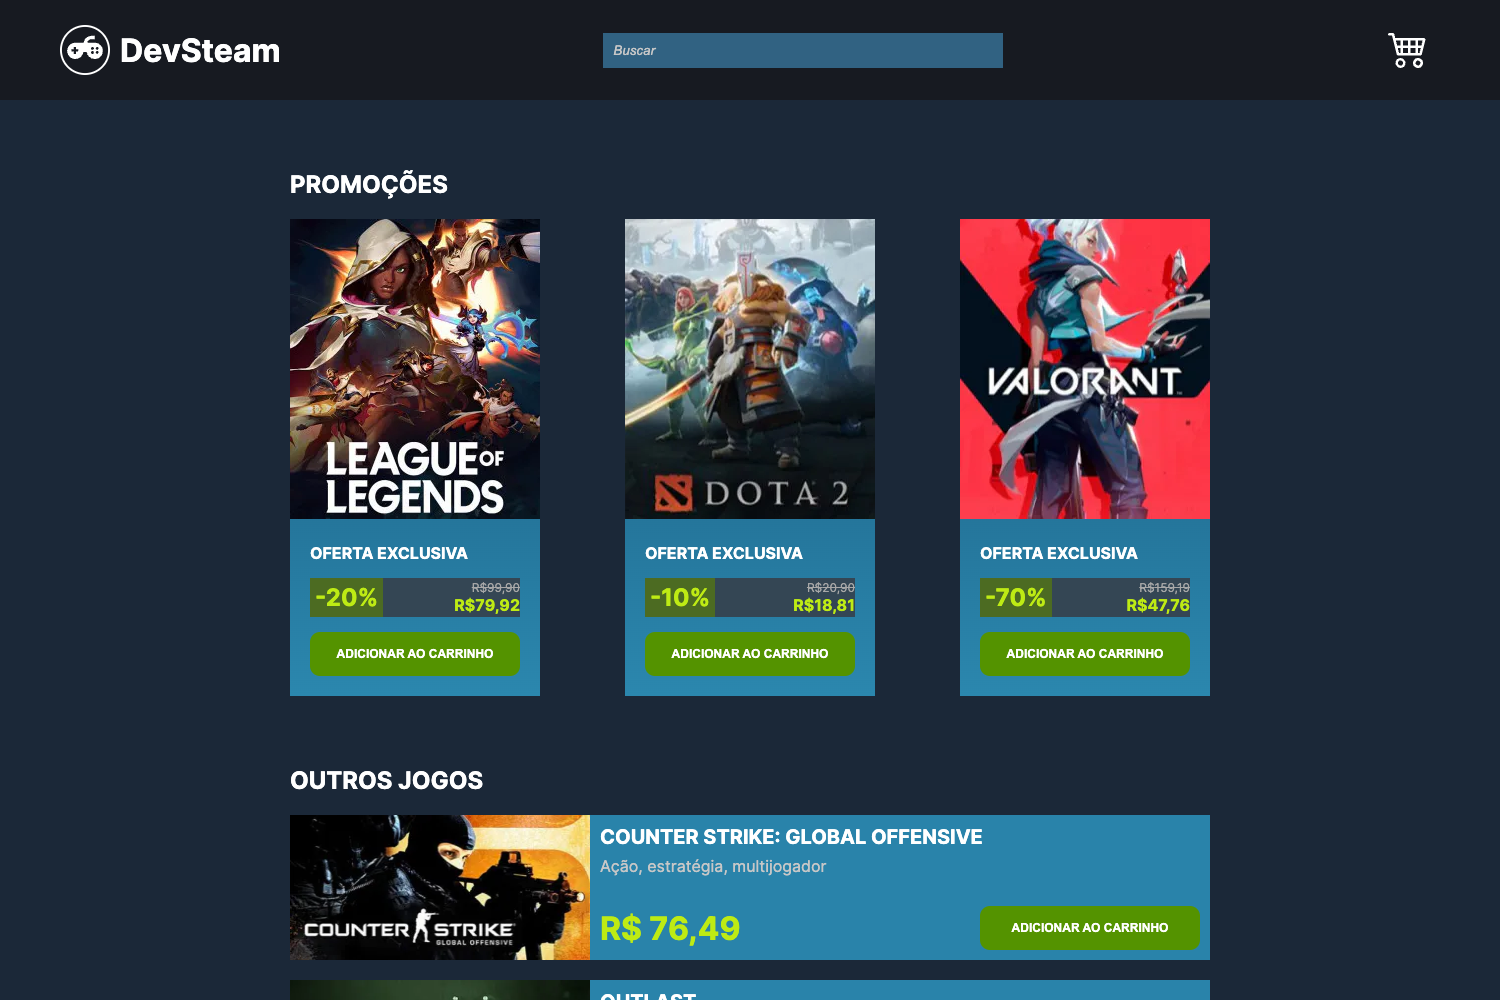 DevSteam
Buscar
PROMOÇÕES
LEAGUE OF
LEGENDS
DOTA 2
VALORANT
OFERTA EXCLUSIVA
-20%
R$99,90
R$79,92
ADICIONAR AO CARRINHO
OFERTA EXCLUSIVA
-10%
R$20,90
R$18,81
ADICIONAR AO CARRINHO
OFERTA EXCLUSIVA
-70%
R$159,19
R$47,76
ADICIONAR AO CARRINHO
OUTROS JOGOS
COUNTER STRIKE
GLOBAL OFFENSIVE
COUNTER STRIKE: GLOBAL OFFENSIVE
Ação, estratégia, multijogador
R$ 76,49
ADICIONAR AO CARRINHO
OUTLAST